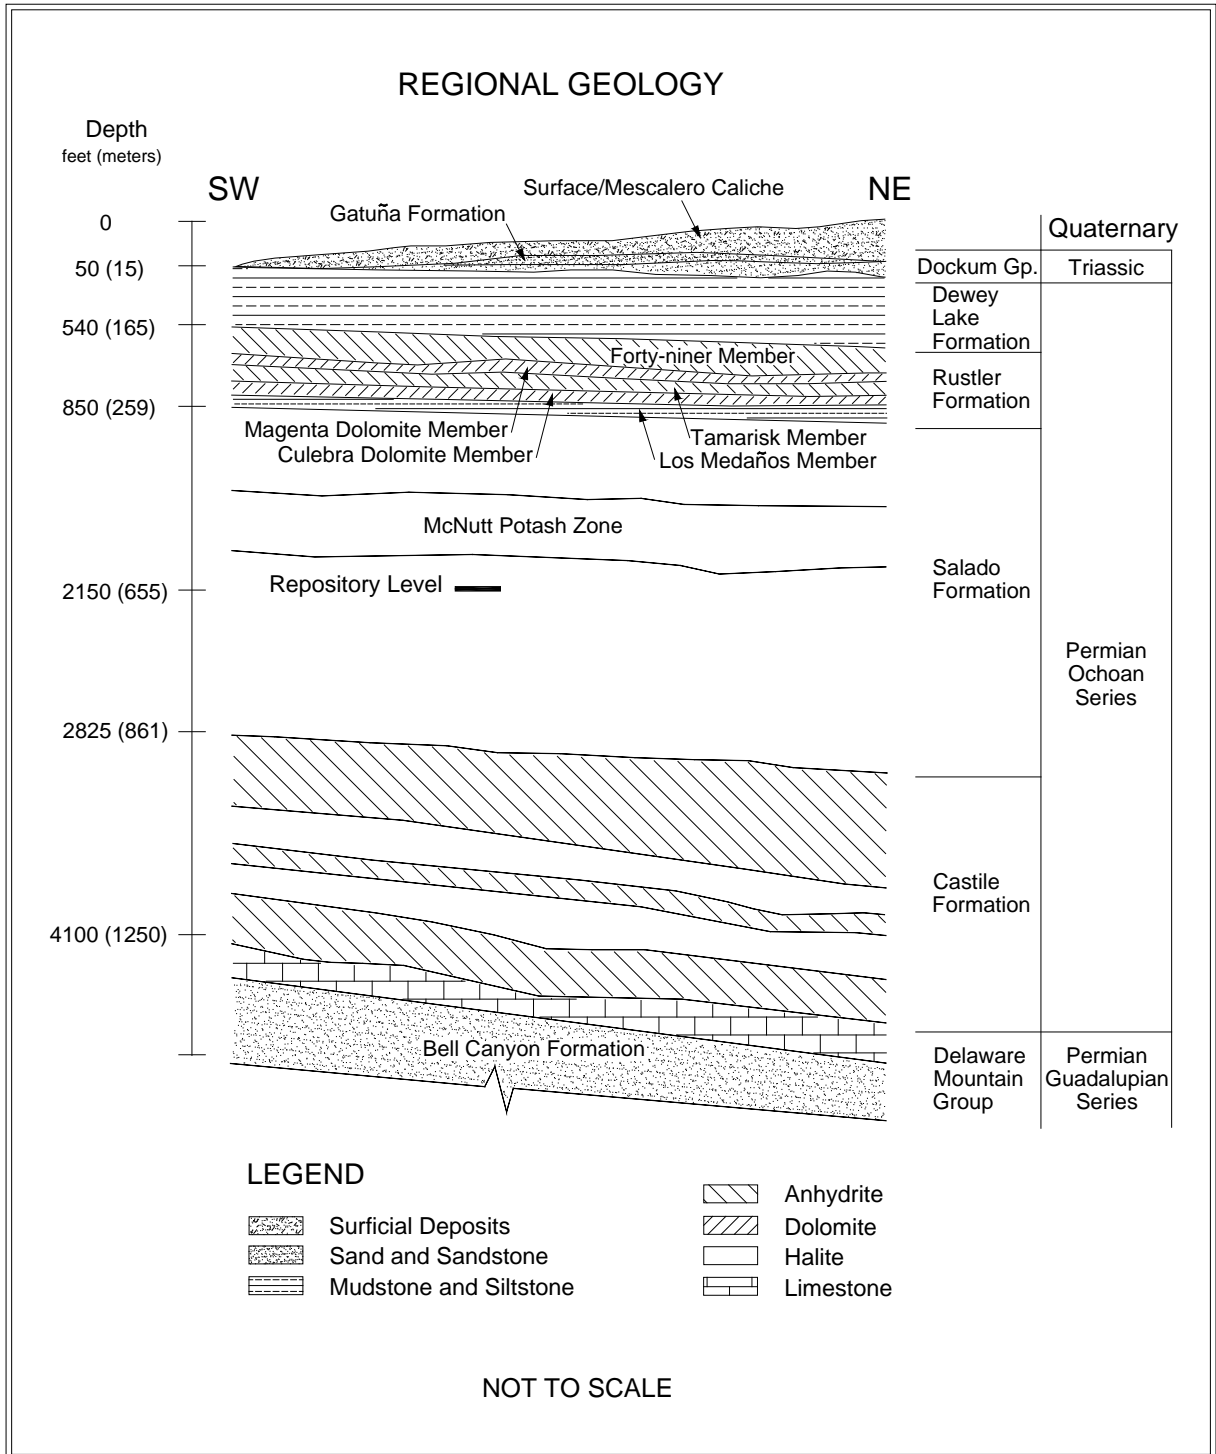 REGIONAL GEOLOGY
Depth
feet (meters)
SW
NE
Surface/Mescalero Caliche
Gatuña Formation
0
50 (15)
540 (165)
850 (259)
2150 (655)
2825 (861)
4100 (1250)
Forty-niner Member
Magenta Dolomite Member
Culebra Dolomite Member
Tamarisk Member
Los Medaños Member
McNutt Potash Zone
Repository Level
Bell Canyon Formation
Quaternary
Dockum Gp.
Triassic
Dewey
Lake
Formation
Rustler
Formation
Salado
Formation
Permian
Ochoan
Series
Castile
Formation
Delaware
Mountain
Group
Permian
Guadalupian
Series
LEGEND
Surficial Deposits
Sand and Sandstone
Mudstone and Siltstone
Anhydrite
Dolomite
Halite
Limestone
NOT TO SCALE